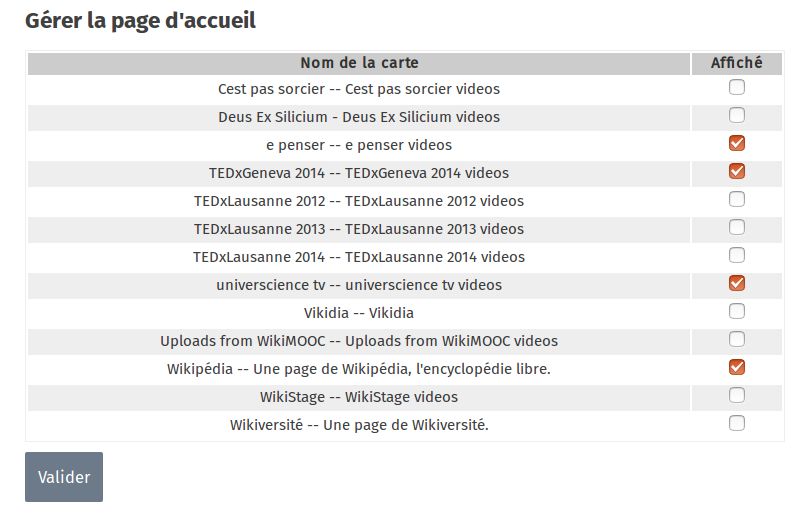 Gérer la page d'accueil
Nom de la carte Affiché
Cest pas sorcier -- Cest pas sorcier videos
Deus Ex Silicium - Deus Ex Silicium videos
e penser -- e penser videos
TEDxGeneva 2014 -- TEDxGeneva 2014 videos
TEDxLausanne 2012 -- TEDxLausanne 2012 videos
TEDxLausanne 2013 -- TEDxLausanne 2013 videos
TEDxLausanne 2014 -- TEDxLausanne 2014 videos
universcience tv -- universcience tv videos
Vikidia -- Vikidia
Uploads from WikiMOOC -- Uploads from WikiMOOC videos
Wikipédia -- Une page de Wikipédia, l'encyclopédie libre.
WikiStage -- WikiStage videos
Wikiversité -- Une page de Wikiversité.
Valider